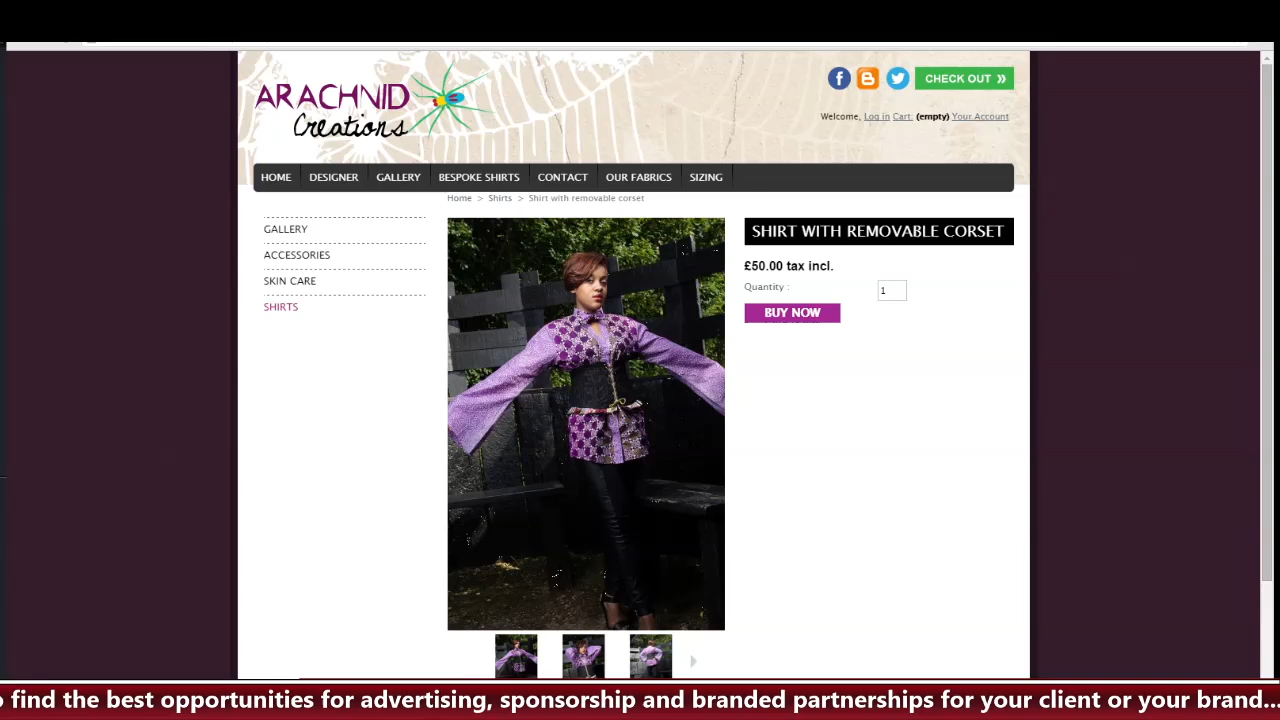 ARACHNID
Creations
CHECK OUT »
Welcome, Log in Cart: (empty) Your Account
HOME DESIGNER GALLERY BESPOKE SHIRTS CONTACT OUR FABRICS SIZING
Home > Shirts > Shirt with removable corset
GALLERY
ACCESSORIES
SKIN CARE
SHIRTS
SHIRT WITH REMOVABLE CORSET
£50.00 tax incl.
Quantity : 1
BUY NOW
find the best opportunities for advertising, sponsorship and branded partnerships for your client or your brand...